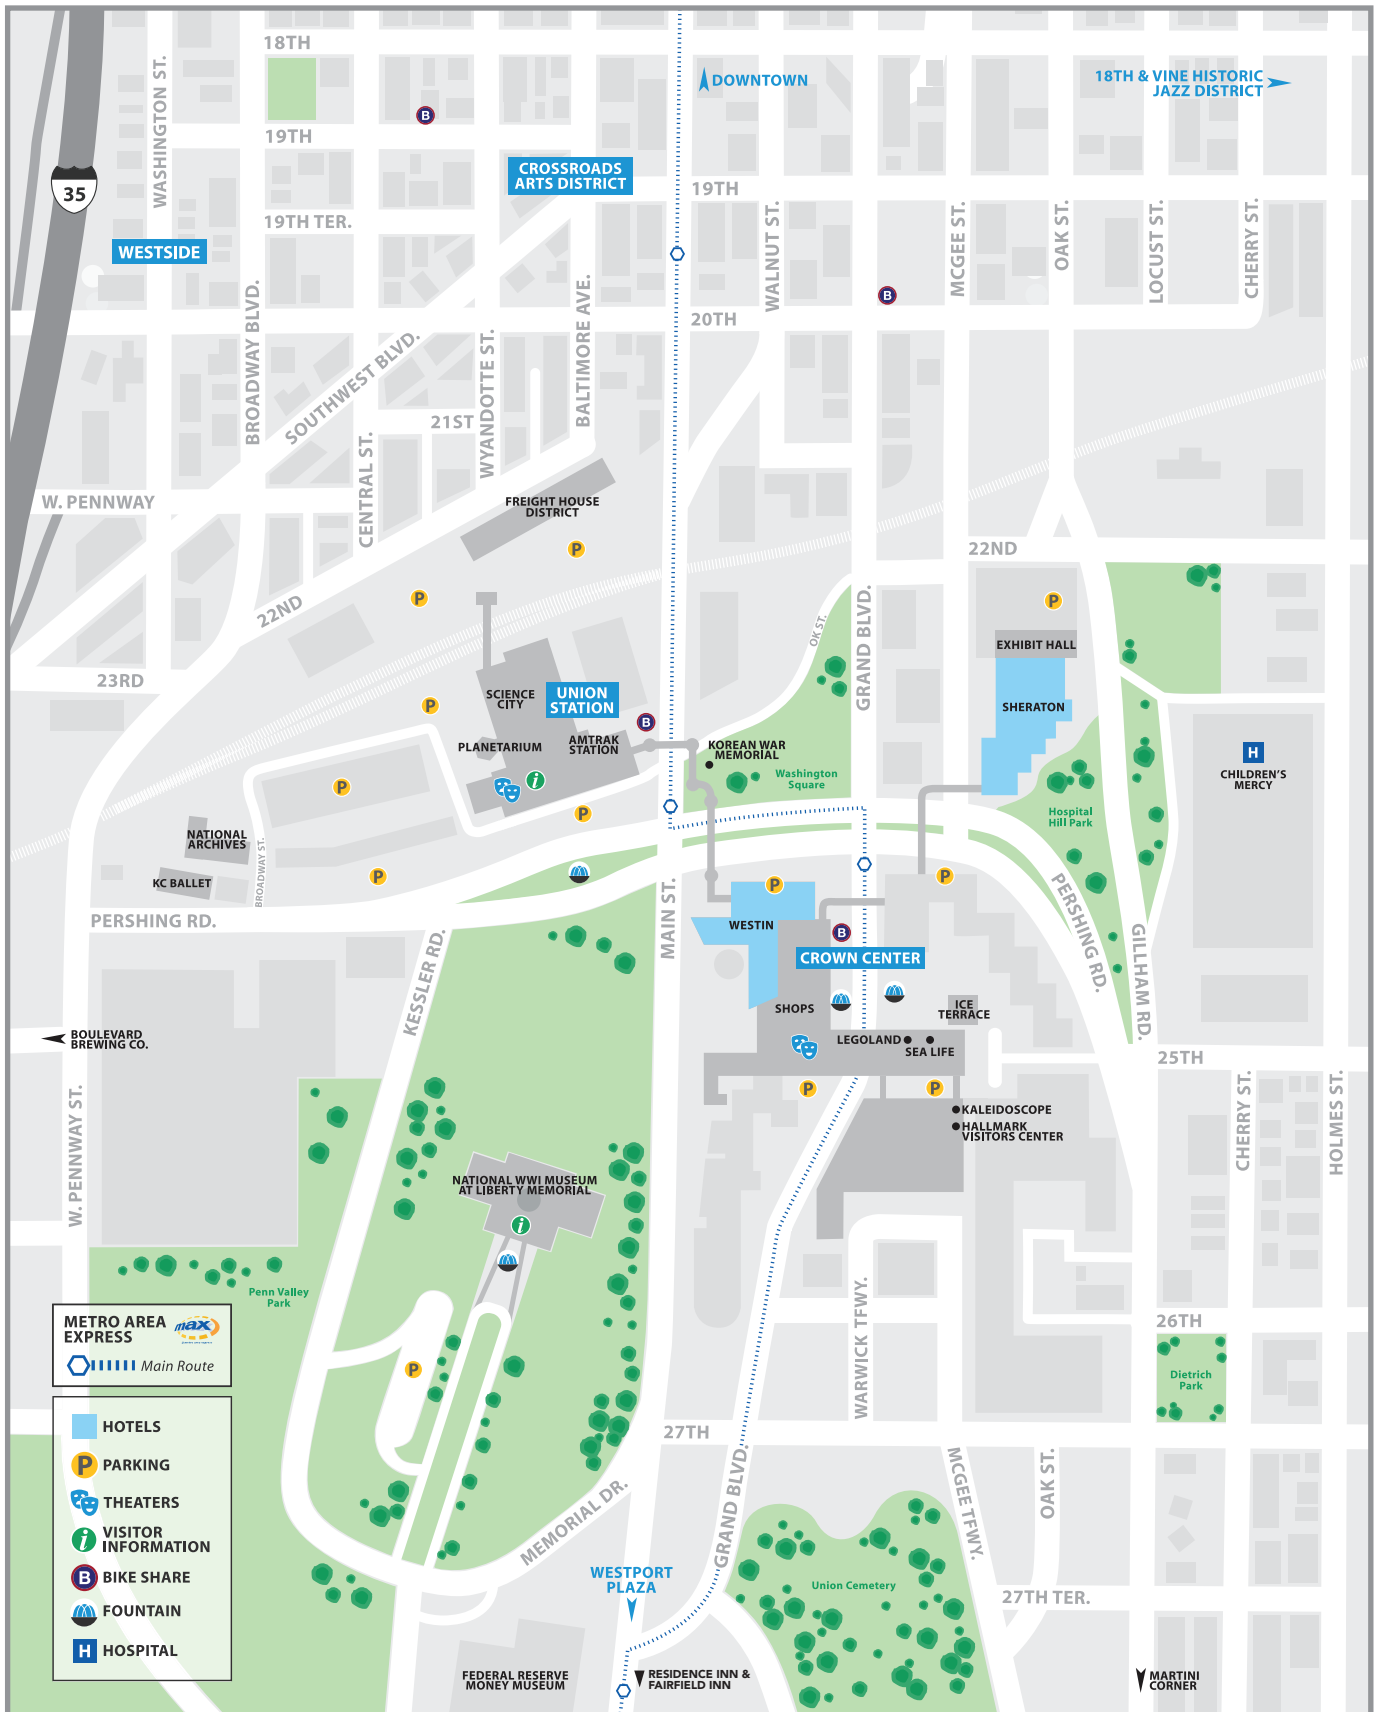 18TH
DOWNTOWN
18TH & VINE HISTORIC
JAZZ DISTRICT
WASHINGTON ST.
B
19TH
35
CROSSROADS
ARTS DISTRICT
19TH
19TH TER.
WESTSIDE
WALNUT ST.
MCGEE ST.
OAK ST.
LOCUST ST.
CHERRY ST.
B
BROADWAY BLVD.
SOUTHWEST BLVD.
WYANDOTTE ST.
BALTIMORE AVE.
20TH
21ST
CENTRAL ST.
W. PENNWAY
FREIGHT HOUSE
DISTRICT
P
22ND
P
22ND
P
OK ST.
GRAND BLVD.
EXHIBIT HALL
23RD
SCIENCE
CITY
UNION
STATION
P
B
SHERATON
PLANETARIUM
AMTRAK
STATION
KOREAN WAR
MEMORIAL
Washington
Square
H
CHILDREN'S
MERCY
P
i
P
Hospital
Hill Park
NATIONAL
ARCHIVES
KC BALLET
BROADWAY ST.
P
P
P
PERSHING RD.
MAIN ST.
WESTIN
B
CROWN CENTER
PERSHING RD.
GILLHAM RD.
KESSLER RD.
SHOPS
ICE
TERRACE
BOULEVARD
BREWING CO.
LEGOLAND
SEA LIFE
25TH
P
P
W. PENNWAY ST.
KALEIDOSCOPE
HALLMARK
VISITORS CENTER
CHERRY ST.
HOLMES ST.
NATIONAL WWI MUSEUM
AT LIBERTY MEMORIAL
i
Penn Valley
Park
METRO AREA
EXPRESS
max
Main Route
P
WARWICK TFWY.
26TH
Dietrich
Park
HOTELS
27TH
P
PARKING
THEATERS
i
VISITOR
INFORMATION
B
BIKE SHARE
FOUNTAIN
H
HOSPITAL
MEMORIAL DR.
GRAND BLVD.
MCGEE TFWY.
OAK ST.
WESTPORT
PLAZA
Union Cemetery
27TH TER.
FEDERAL RESERVE
MONEY MUSEUM
RESIDENCE INN &
FAIRFIELD INN
MARTINI
CORNER